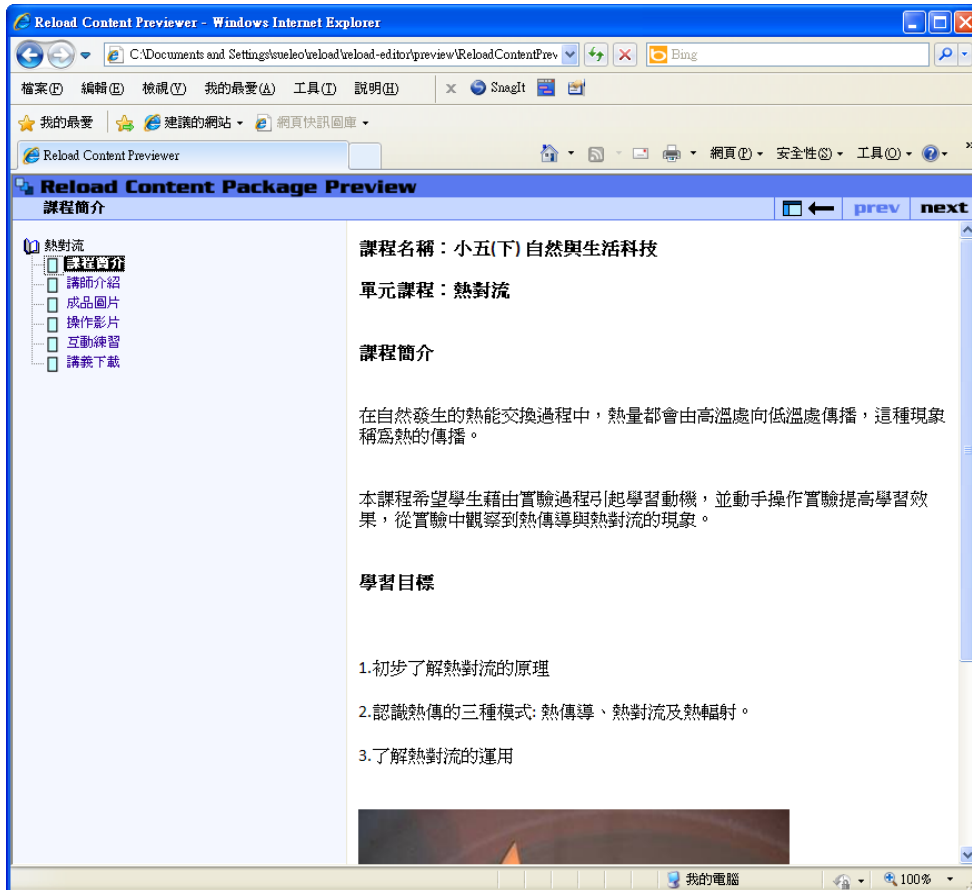 Reload Content Previewer - Windows Internet Explorer
C:\Documents and Settings\sueleo\reload\reload-editor\preview\ReloadContentPrev
Bing
檔案(F) 編輯(E) 檢視(V) 我的最愛(A) 工具(T) 說明(H) x SnagIt
我的最愛 建議的網站 網頁快訊圖庫
Reload Content Previewer 網頁(P) 安全性(S) 工具(O) »
Reload Content Package Preview
課程簡介 prev next
熱對流
課程簡介
講師介紹
成品圖片
操作影片
互動練習
講義下載
課程名稱：小五(下) 自然與生活科技
單元課程：熱對流
課程簡介
在自然發生的熱能交換過程中，熱量都會由高溫處向低溫處傳播，這種現象
稱為熱的傳播。
本課程希望學生藉由實驗過程引起學習動機，並動手操作實驗提高學習效
果，從實驗中觀察到熱傳導與熱對流的現象。
學習目標
1.初步了解熱對流的原理
2.認識熱傳的三種模式: 熱傳導、熱對流及熱輻射。
3.了解熱對流的運用
我的電腦 100%